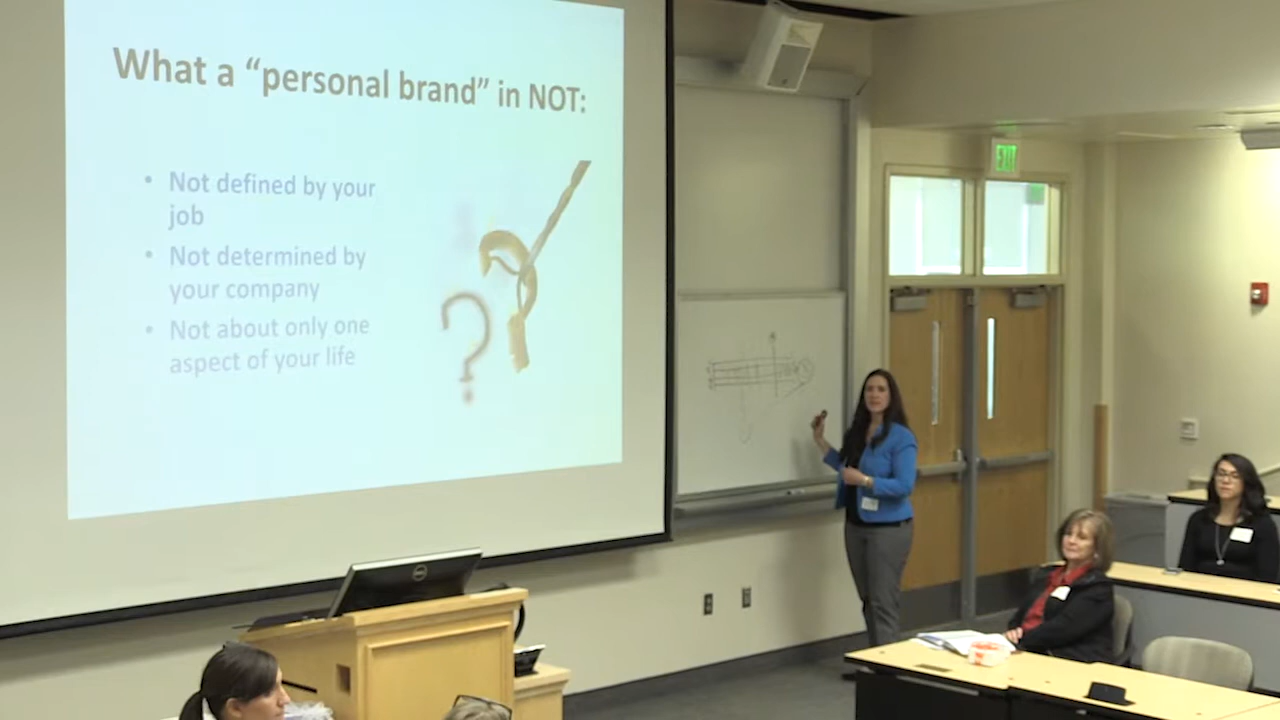 What a “personal brand” in NOT:
• Not defined by your
job
• Not determined by
your company
• Not about only one
aspect of your life
?
EXIT
DELL